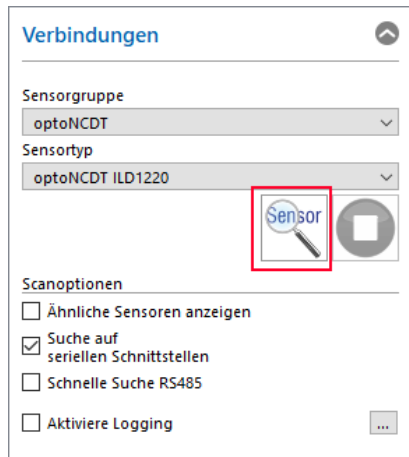 Verbindungen
Sensorgruppe
optoNCDT
Sensortyp
optoNCDT ILD1220
Sensor
Scanoptionen
Ähnliche Sensoren anzeigen
Suche auf
seriellen Schnittstellen
Schnelle Suche RS485
Aktiviere Logging
...